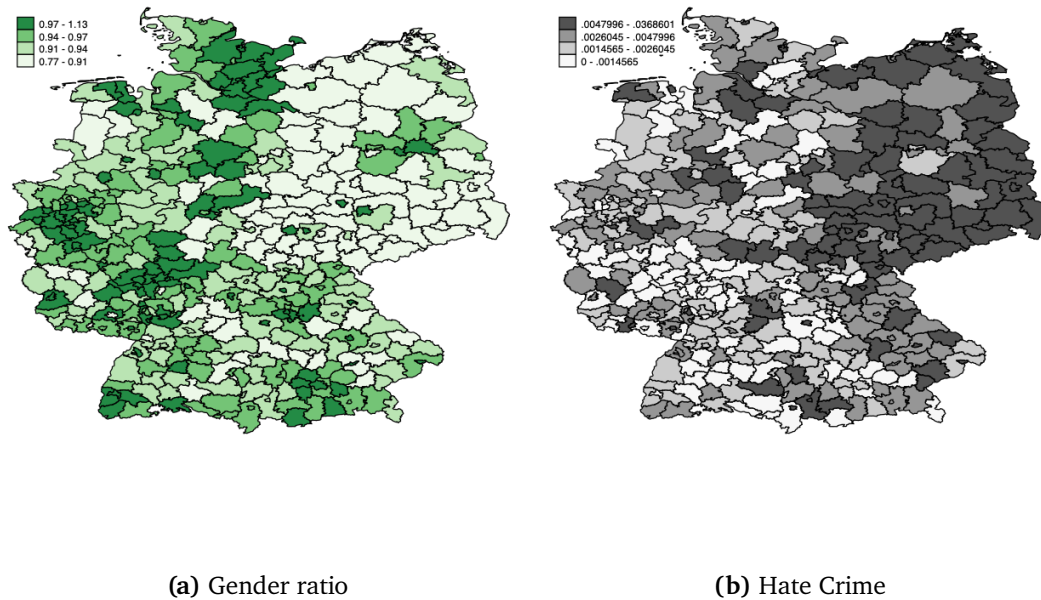 0.97 - 1.13
0.94 - 0.97
0.91 - 0.94
0.77 - 0.91
.0047996 - .0368601
.0026045 - .0047996
.0014565 - .0026045
0 - .0014565
(a) Gender ratio
(b) Hate Crime